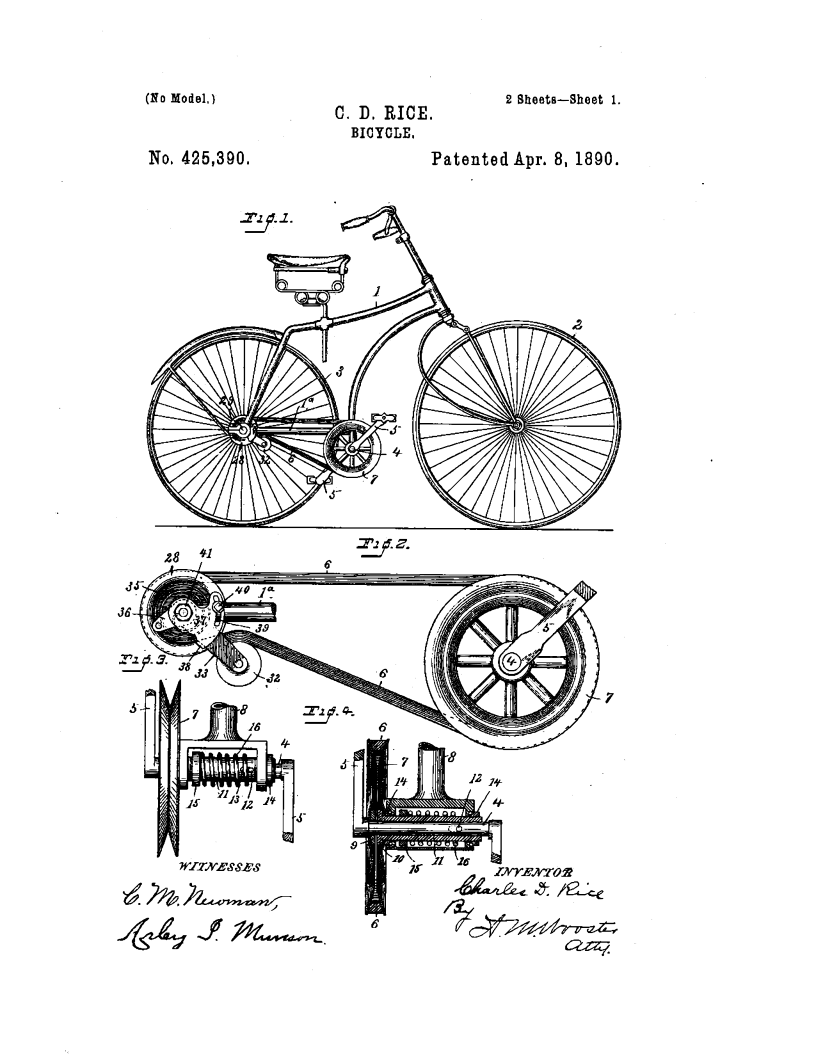 (No Model.)
2 Sheets—Sheet 1.
C. D. RICE.
BICYCLE.
No. 425,390.
Patented Apr. 8, 1890.
Fig. 1.
1
2
3
29
1a
5
4
28
32
6
7
5
Fig. 2.
28
41
6
35
40
1a
36
37
39
5
4
38
33
32
6
7
Fig. 3.
5
7
8
16
4
15
11
13
12
14
5
Fig. 4.
6
7
8
5
14
12
14
4
9
10
15
11
16
6
WITNESSES
C. M. Newman,
Arley I. Munson.
INVENTOR
Charles D. Rice
By
A. M. Wooster
Atty.